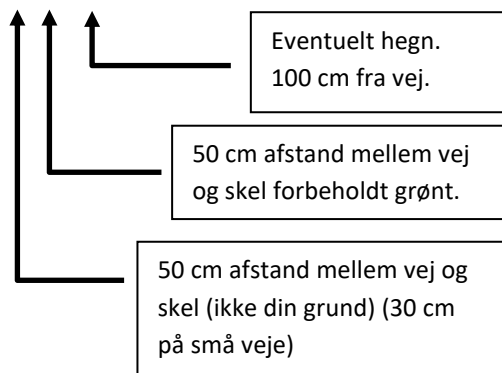 Eventuelt hegn.
100 cm fra vej.
50 cm afstand mellem vej
og skel forbeholdt grønt.
50 cm afstand mellem vej og
skel (ikke din grund) (30 cm
på små veje)